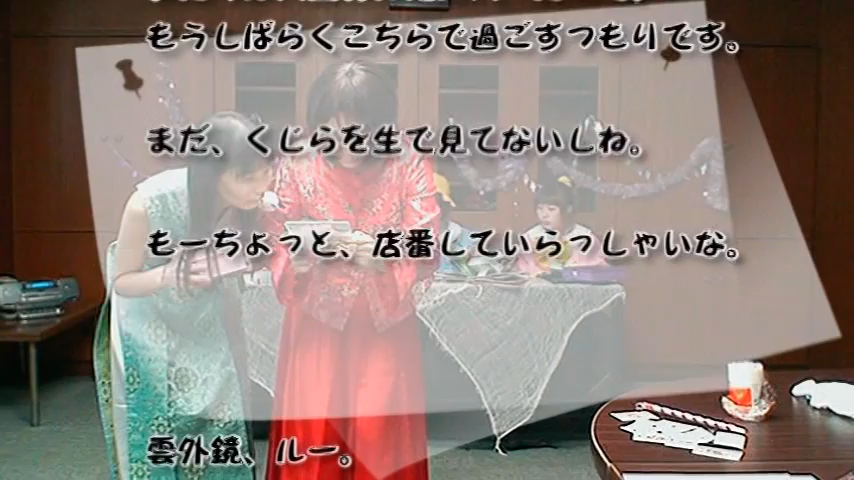 もうしばらくこちらで過ごすつもりです。
まだ、くじらを生で見てないしね。
もーちょっと、店番していらっしゃいな。
雲外鏡、ルー。